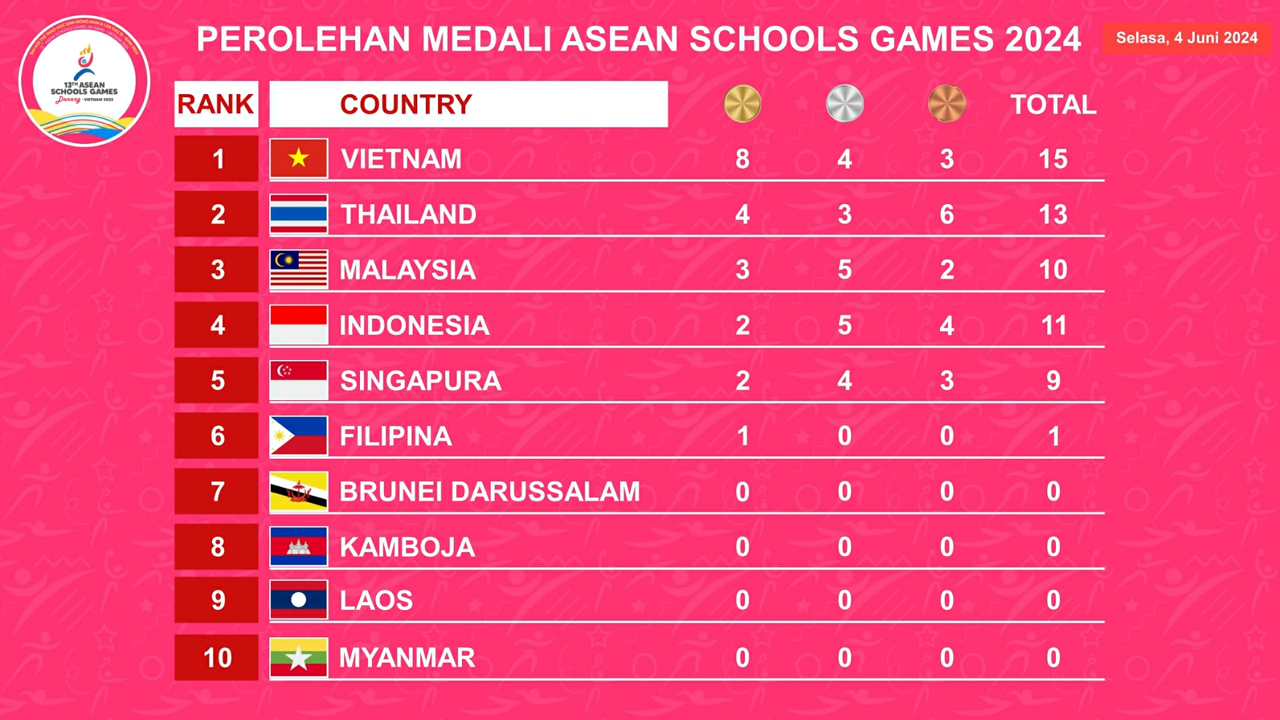 PEROLEHAN MEDALI ASEAN SCHOOLS GAMES 2024
Selasa, 4 Juni 2024
13TH ASEAN
SCHOOLS GAMES
Danang - VIETNAM 2023
RANK COUNTRY TOTAL
1 VIETNAM 8 4 3 15
2 THAILAND 4 3 6 13
3 MALAYSIA 3 5 2 10
4 INDONESIA 2 5 4 11
5 SINGAPURA 2 4 3 9
6 FILIPINA 1 0 0 1
7 BRUNEI DARUSSALAM 0 0 0 0
8 KAMBOJA 0 0 0 0
9 LAOS 0 0 0 0
10 MYANMAR 0 0 0 0